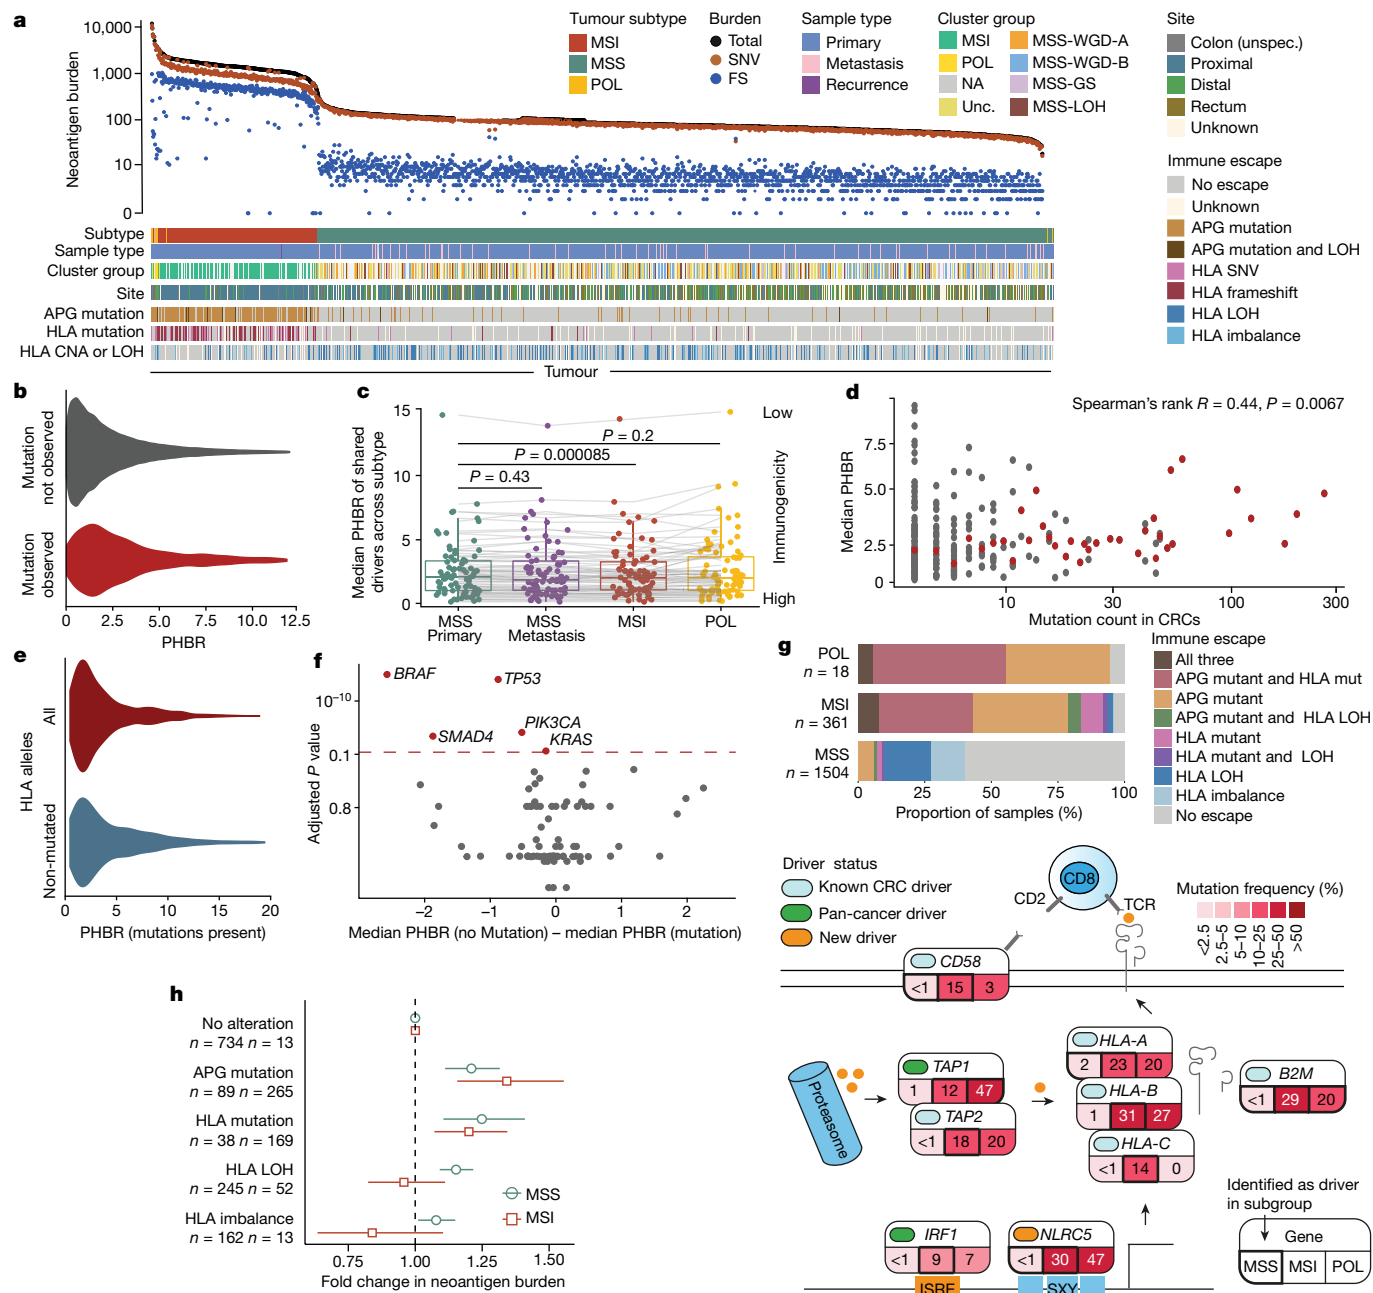 a
Tumour subtype
MSI
MSS
POL
Burden
Total
SNV
FS
Sample type
Primary
Metastasis
Recurrence
Cluster group
MSI
POL
NA
Unc.
MSS-WGD-A
MSS-WGD-B
MSS-GS
MSS-LOH
Site
Colon (unspec.)
Proximal
Distal
Rectum
Unknown
Immune escape
No escape
Unknown
APG mutation
APG mutation and LOH
HLA SNV
HLA frameshift
HLA LOH
HLA imbalance
Neoantigen burden
10,000
1,000
100
10
0
Subtype
Sample type
Cluster group
Site
APG mutation
HLA mutation
HLA CNA or LOH
Tumour
b
Mutation
not observed
Mutation
observed
0 2.5 5.0 7.5 10.0 12.5
PHBR
c
Median PHBR of shared
drivers across subtype
15
10
5
0
P = 0.2
P = 0.000085
P = 0.43
Low
Immunogenicity
High
MSS
Primary
MSS
Metastasis
MSI
POL
d
Spearman's rank R = 0.44, P = 0.0067
Median PHBR
7.5
5.0
2.5
0
10 30 100 300
Mutation count in CRCs
e
HLA alleles
All
Non-mutated
0 5 10 15 20
PHBR (mutations present)
f
Adjusted P value
10⁻¹⁰
0.1
0.8
BRAF
TP53
SMAD4
PIK3CA
KRAS
−2 −1 0 1 2
Median PHBR (no Mutation) – median PHBR (mutation)
g
POL
n = 18
MSI
n = 361
MSS
n = 1504
0 25 50 75 100
Proportion of samples (%)
Immune escape
All three
APG mutant and HLA mut
APG mutant
APG mutant and HLA LOH
HLA mutant
HLA mutant and LOH
HLA LOH
HLA imbalance
No escape
Driver status
Known CRC driver
Pan-cancer driver
New driver
CD8
CD2
TCR
Mutation frequency (%)
<2.5
2.5–5
5–10
10–25
25–50
>50
CD58
<1 15 3
Proteasome
TAP1
1 12 47
TAP2
<1 18 20
HLA-A
2 23 20
HLA-B
1 31 27
HLA-C
<1 14 0
B2M
<1 29 20
IRF1
<1 9 7
ISRE
NLRC5
<1 30 47
SXY
Identified as driver
in subgroup
Gene
MSS MSI POL
h
No alteration
n = 734 n = 13
APG mutation
n = 89 n = 265
HLA mutation
n = 38 n = 169
HLA LOH
n = 245 n = 52
HLA imbalance
n = 162 n = 13
MSS
MSI
0.75 1.00 1.25 1.50
Fold change in neoantigen burden